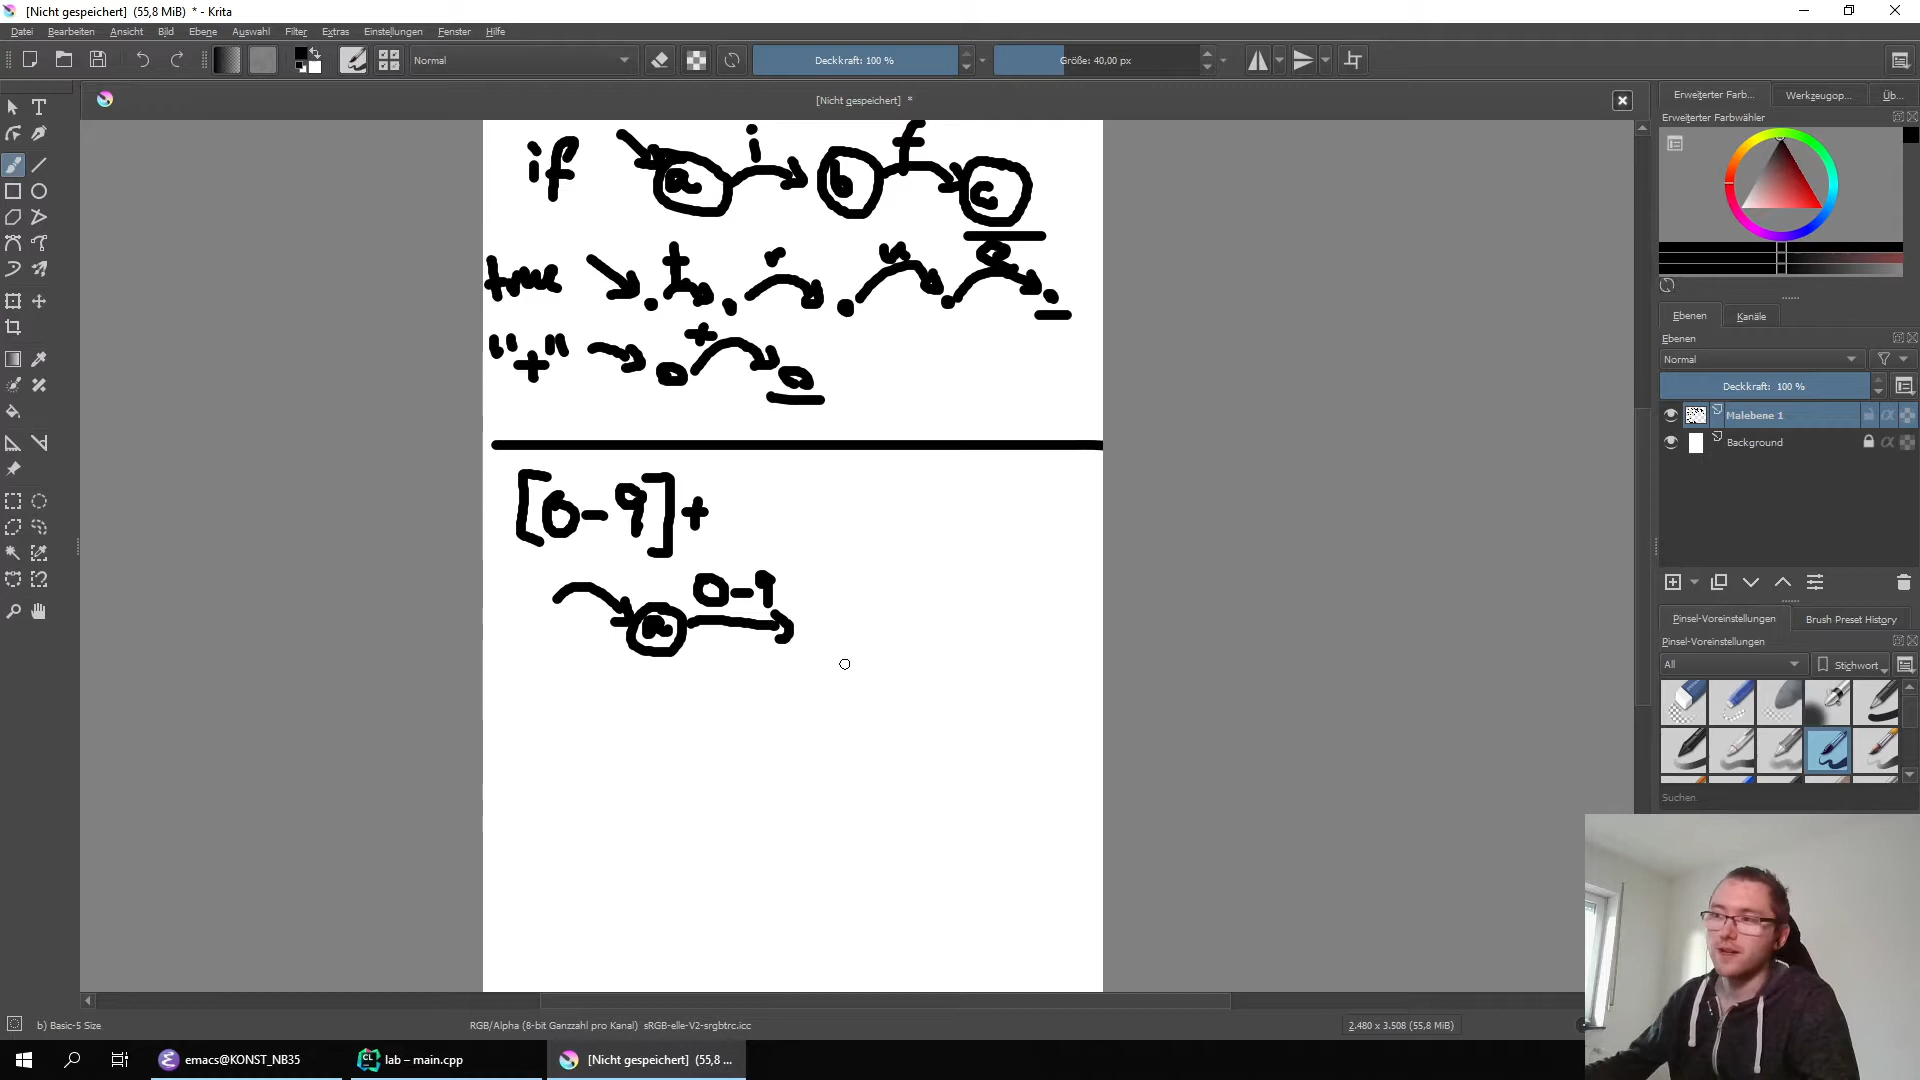 [Nicht gespeichert] (55,8 MiB) * - Krita
Datei Bearbeiten Ansicht Bild Ebene Auswahl Filter Extras Einstellungen Fenster Hilfe
Normal Deckkraft: 100 % Größe: 40,00 px
[Nicht gespeichert] *
Erweiterter Farb... Werkzeugop... Üb...
Erweiterter Farbwähler
if a i b f c
true t r u e
"+" +
[0-9]+
a 0-9
Ebenen Kanäle
Ebenen
Normal
Deckkraft: 100 %
Malebene 1
Background
Pinsel-Voreinstellungen Brush Preset History
Pinsel-Voreinstellungen
All Stichwort
Suchen
b) Basic-5 Size RGB/Alpha (8-bit Ganzzahl pro Kanal) sRGB-elle-V2-srgbtrc.icc 2.480 x 3.508 (55,8 MiB)
emacs@KONST_NB35 lab – main.cpp [Nicht gespeichert] (55,8 ...